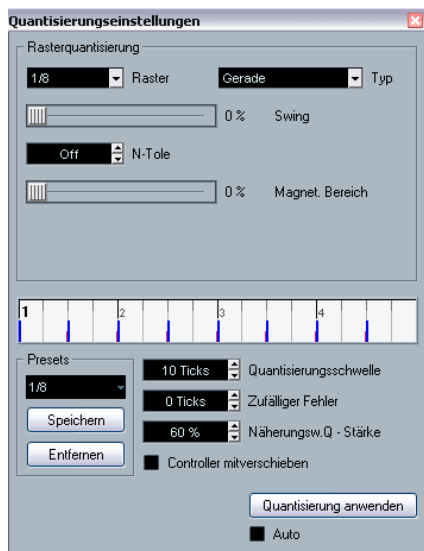 Quantisierungseinstellungen
Rasterquantisierung
1/8 Raster Gerade Typ
0 % Swing
Off N-Tole
0 % Magnet. Bereich
1 2 3 4
Presets
1/8
Speichern
Entfernen
10 Ticks Quantisierungsschwelle
0 Ticks Zufälliger Fehler
60 % Näherungsw.Q - Stärke
Controller mitverschieben
Quantisierung anwenden
Auto